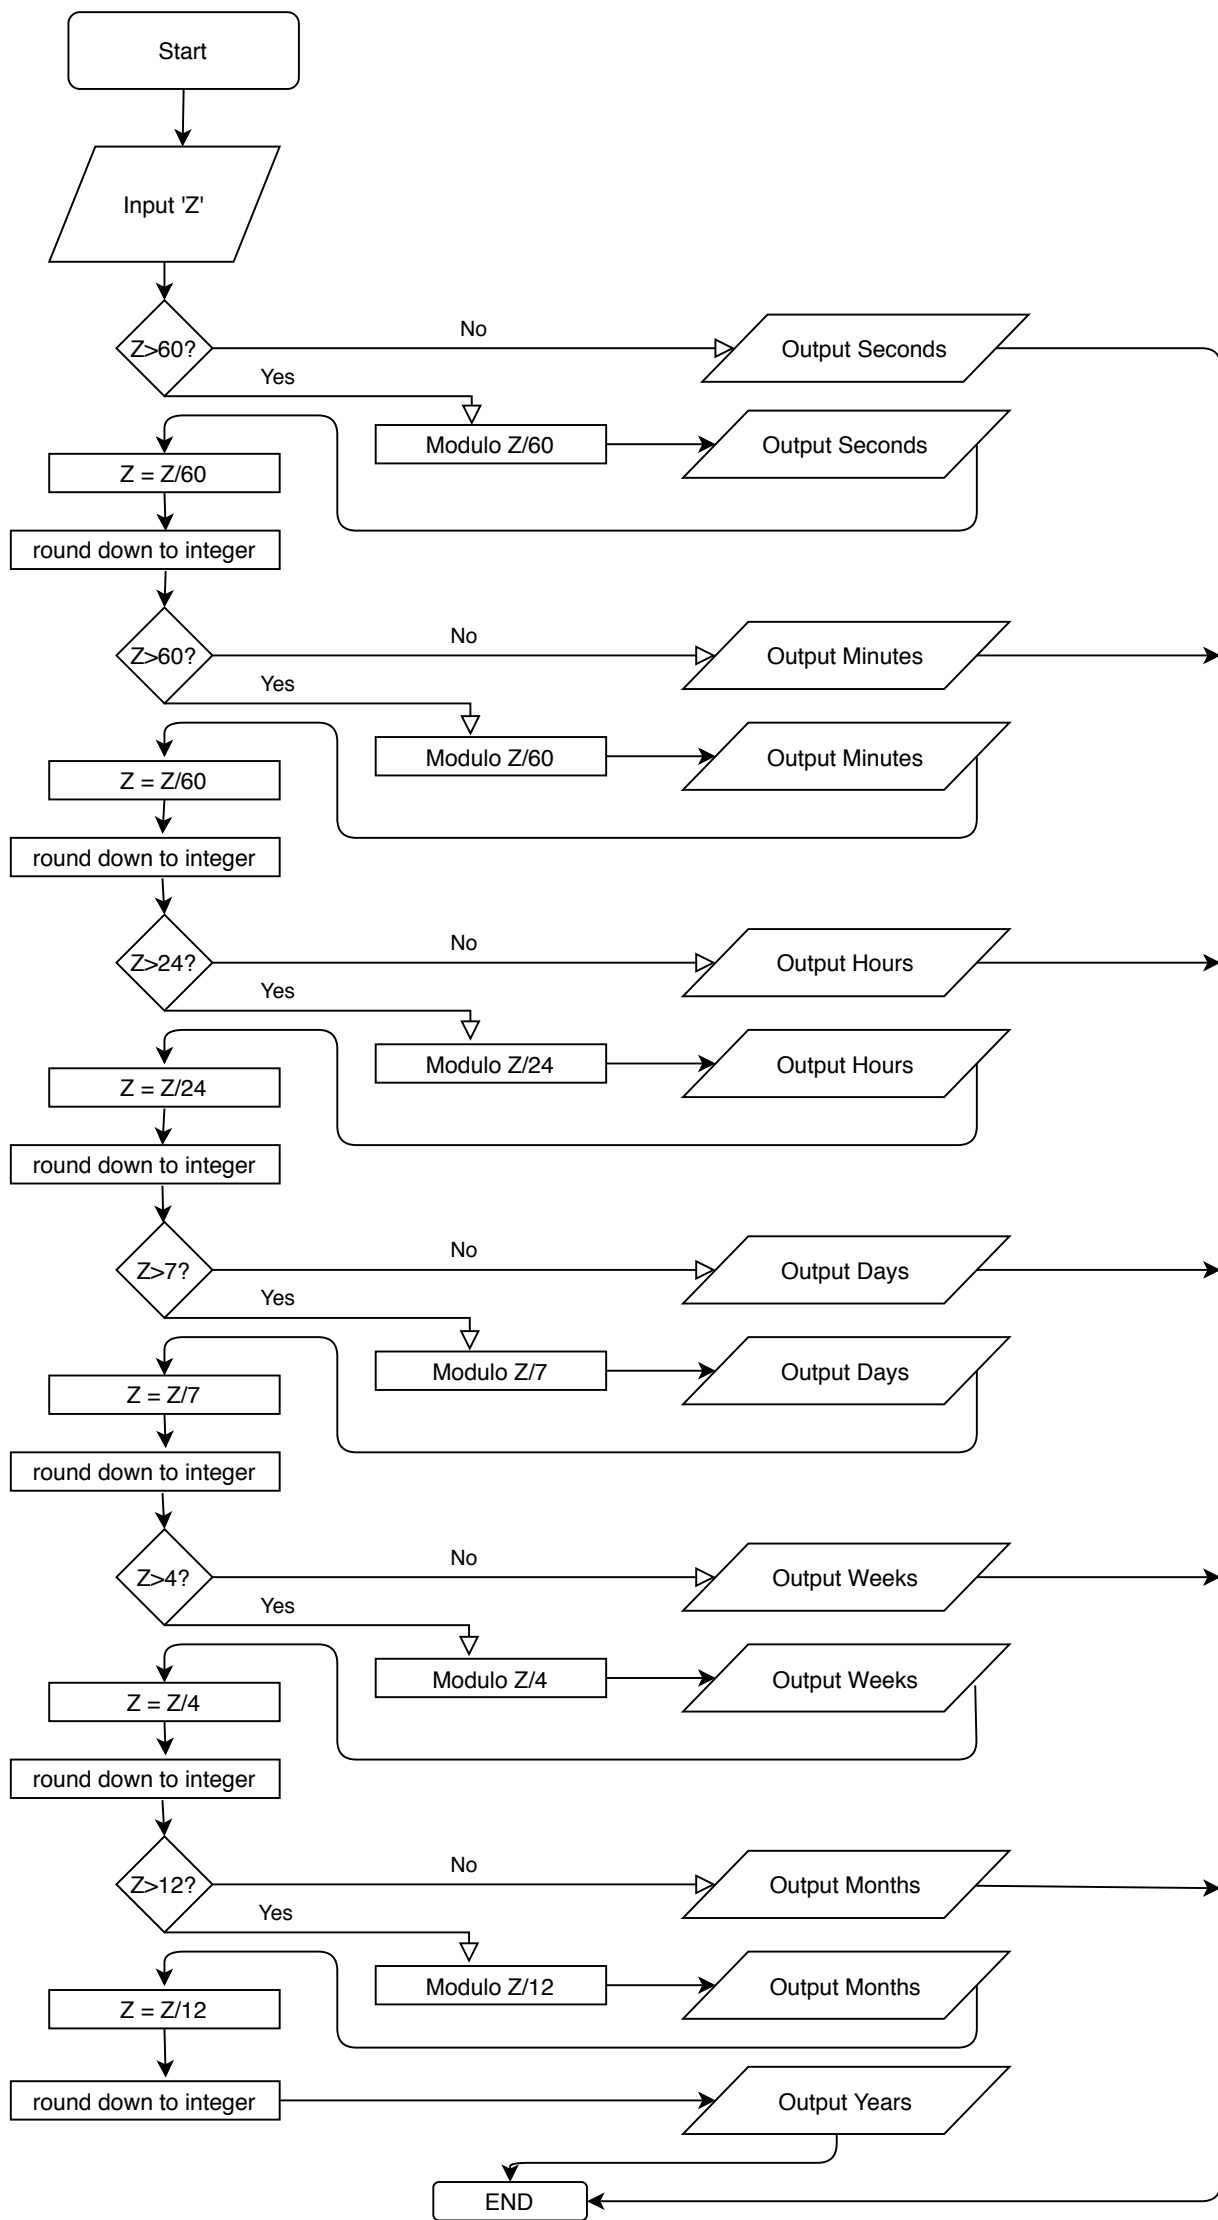 Start
Input 'Z'
Z>60?
No
Output Seconds
Yes
Modulo Z/60
Output Seconds
Z = Z/60
round down to integer
Z>60?
No
Output Minutes
Yes
Modulo Z/60
Output Minutes
Z = Z/60
round down to integer
Z>24?
No
Output Hours
Yes
Modulo Z/24
Output Hours
Z = Z/24
round down to integer
Z>7?
No
Output Days
Yes
Modulo Z/7
Output Days
Z = Z/7
round down to integer
Z>4?
No
Output Weeks
Yes
Modulo Z/4
Output Weeks
Z = Z/4
round down to integer
Z>12?
No
Output Months
Yes
Modulo Z/12
Output Months
Z = Z/12
round down to integer
Output Years
END